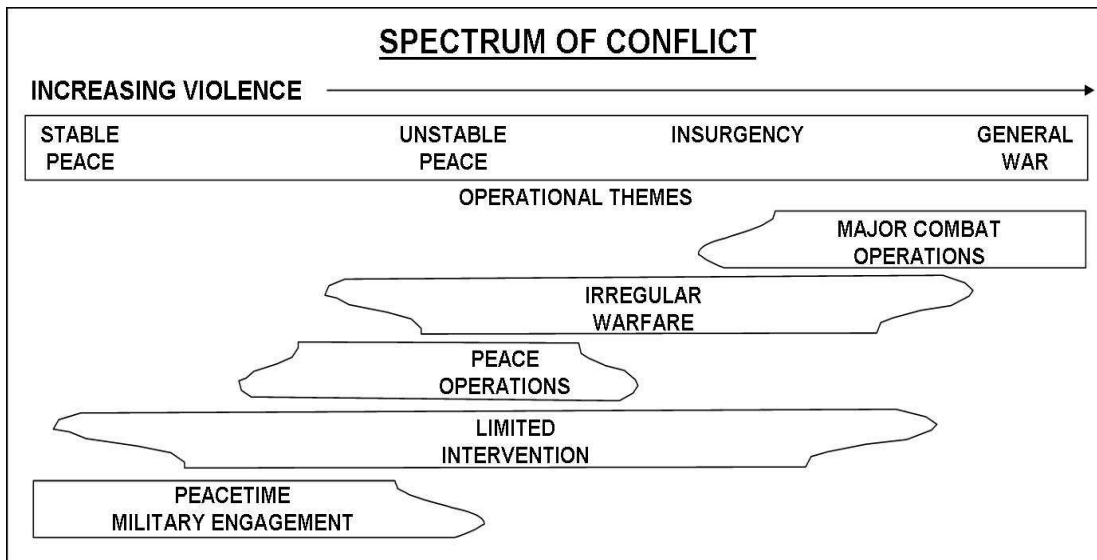 SPECTRUM OF CONFLICT
INCREASING VIOLENCE
STABLE PEACE
UNSTABLE PEACE
INSURGENCY
GENERAL WAR
OPERATIONAL THEMES
MAJOR COMBAT
OPERATIONS
IRREGULAR
WARFARE
PEACE
OPERATIONS
LIMITED
INTERVENTION
PEACETIME
MILITARY ENGAGEMENT